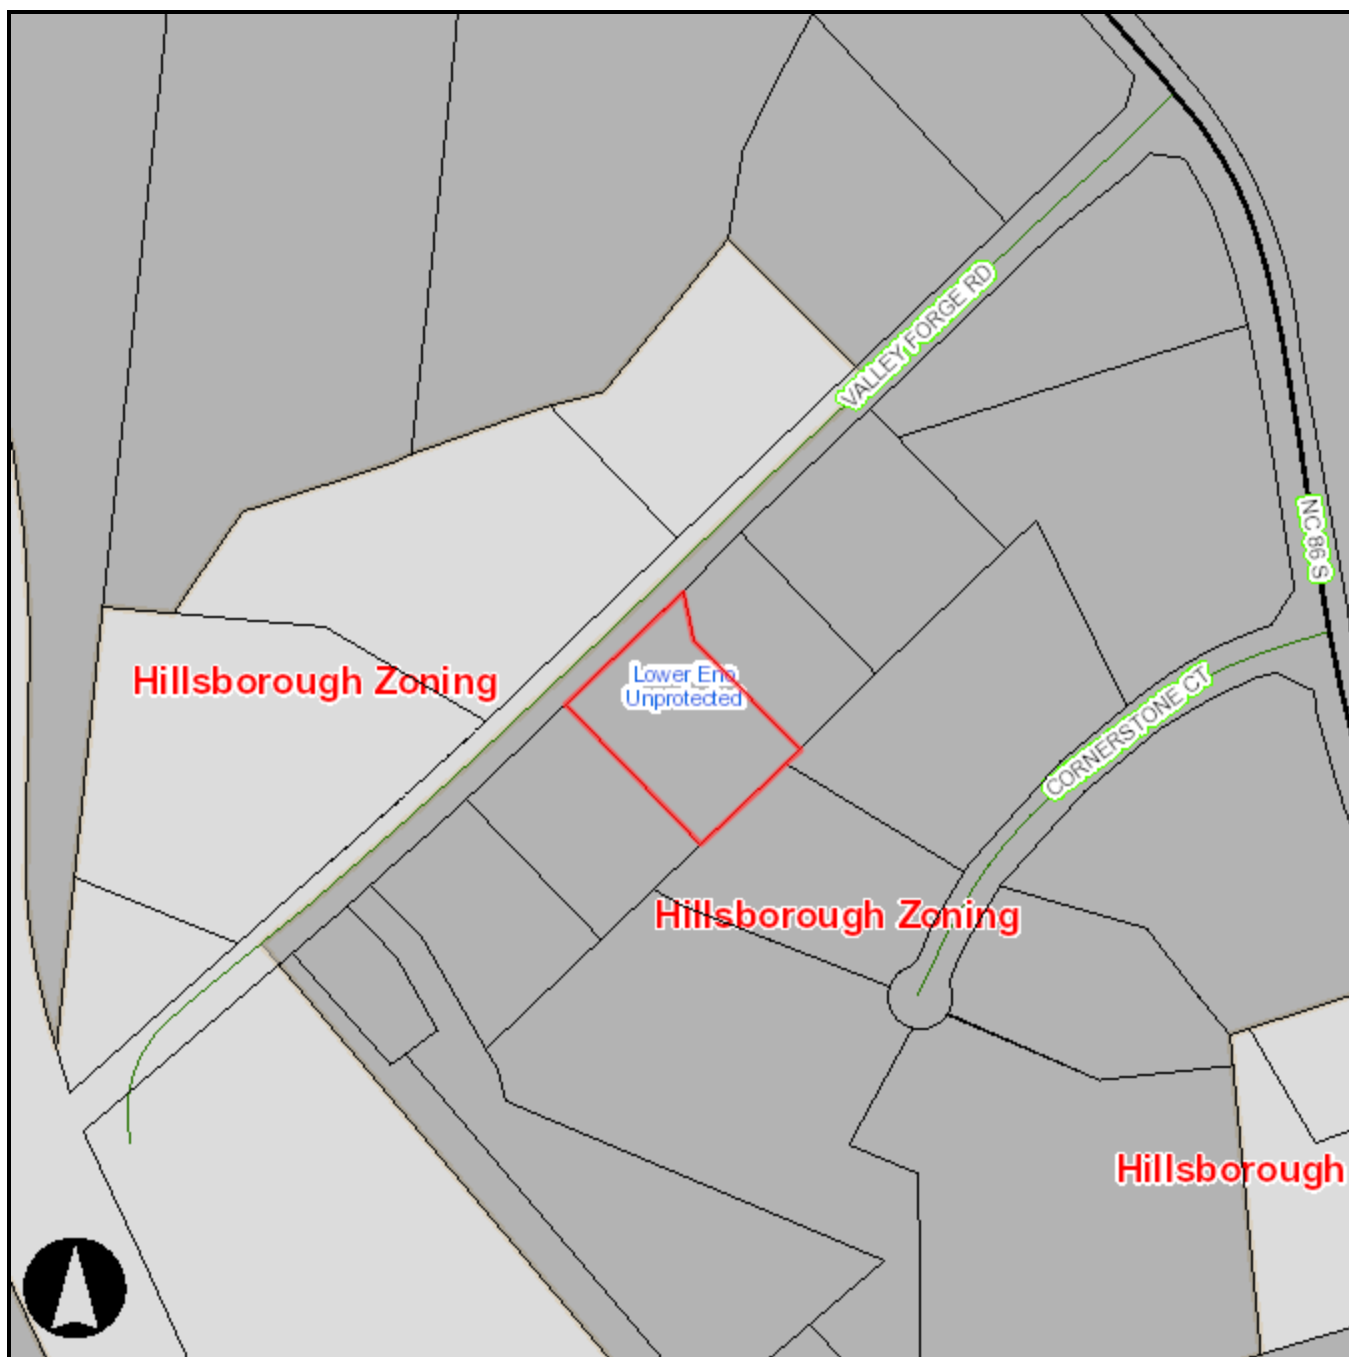 VALLEY FORGE RD
NC 86 S
Hillsborough Zoning
Lower Eno
Unprotected
CORNERSTONE CT
Hillsborough Zoning
Hillsborough